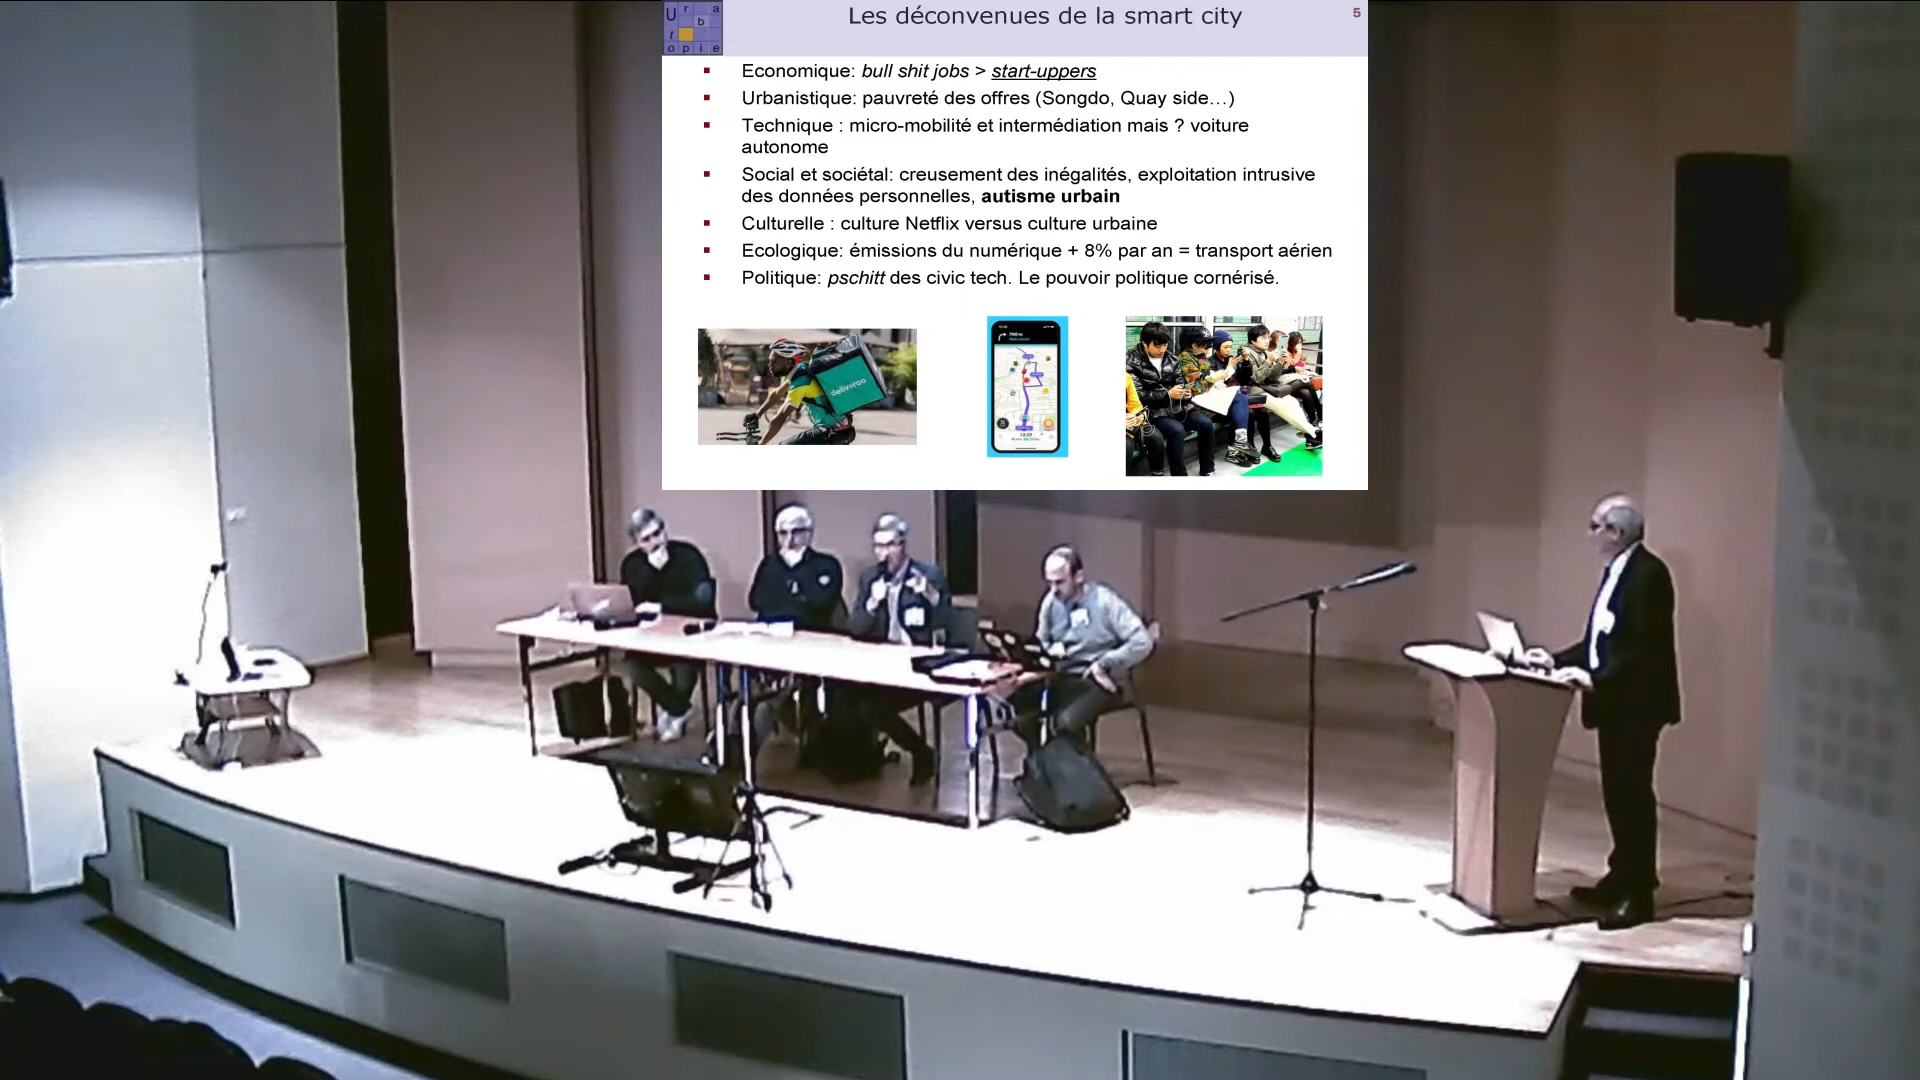 U r b a
t o p i e
Les déconvenues de la smart city
5
Economique: bull shit jobs > start-uppers
Urbanistique: pauvreté des offres (Songdo, Quay side…)
Technique : micro-mobilité et intermédiation mais ? voiture
autonome
Social et sociétal: creusement des inégalités, exploitation intrusive
des données personnelles, autisme urbain
Culturelle : culture Netflix versus culture urbaine
Ecologique: émissions du numérique + 8% par an = transport aérien
Politique: pschitt des civic tech. Le pouvoir politique cornérisé.
deliveroo